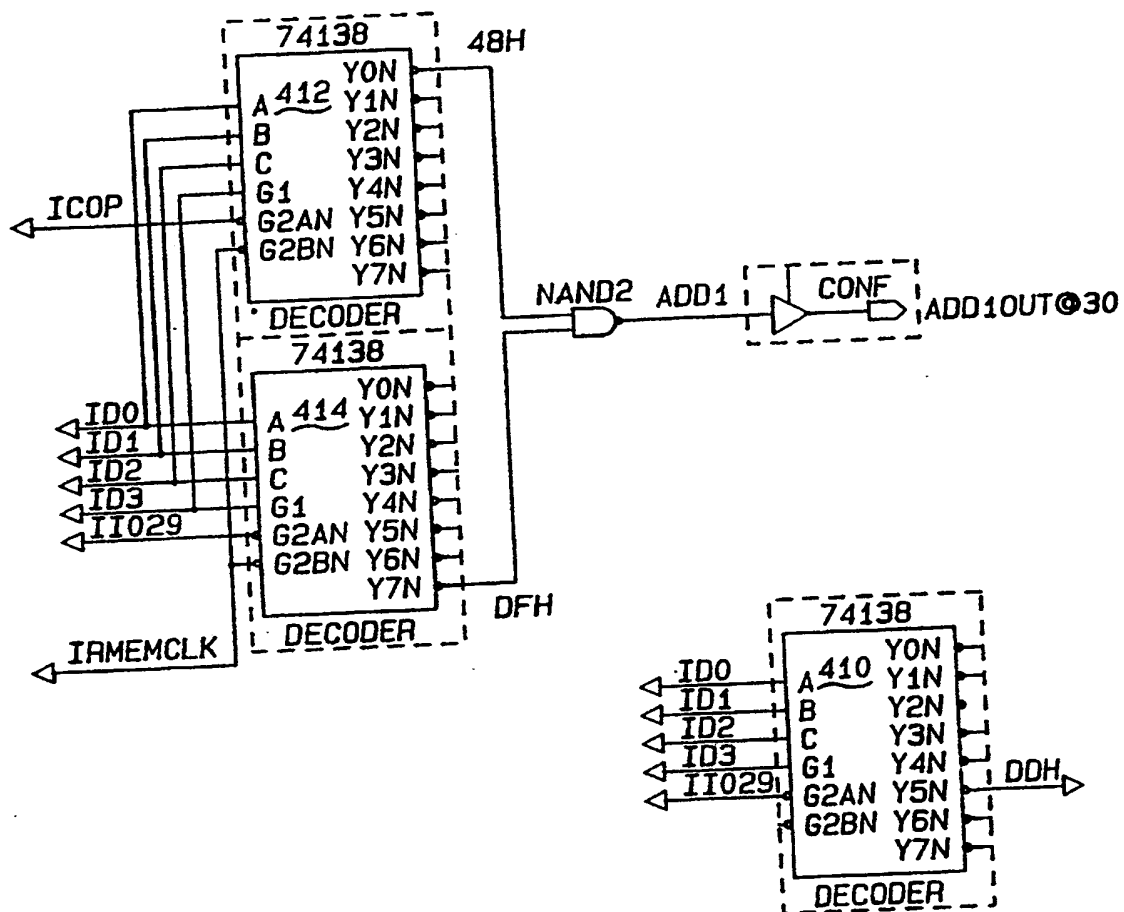 74138
48H
412
A
B
C
G1
G2AN
G2BN
Y0N
Y1N
Y2N
Y3N
Y4N
Y5N
Y6N
Y7N
DECODER
ICOP
NAND2
ADD1
CONF
ADD1OUT@30
74138
414
A
B
C
G1
G2AN
G2BN
Y0N
Y1N
Y2N
Y3N
Y4N
Y5N
Y6N
Y7N
DECODER
ID0
ID1
ID2
ID3
IIO29
IRMEMCLK
DFH
74138
410
A
B
C
G1
G2AN
G2BN
Y0N
Y1N
Y2N
Y3N
Y4N
Y5N
Y6N
Y7N
DECODER
ID0
ID1
ID2
ID3
IIO29
DDH